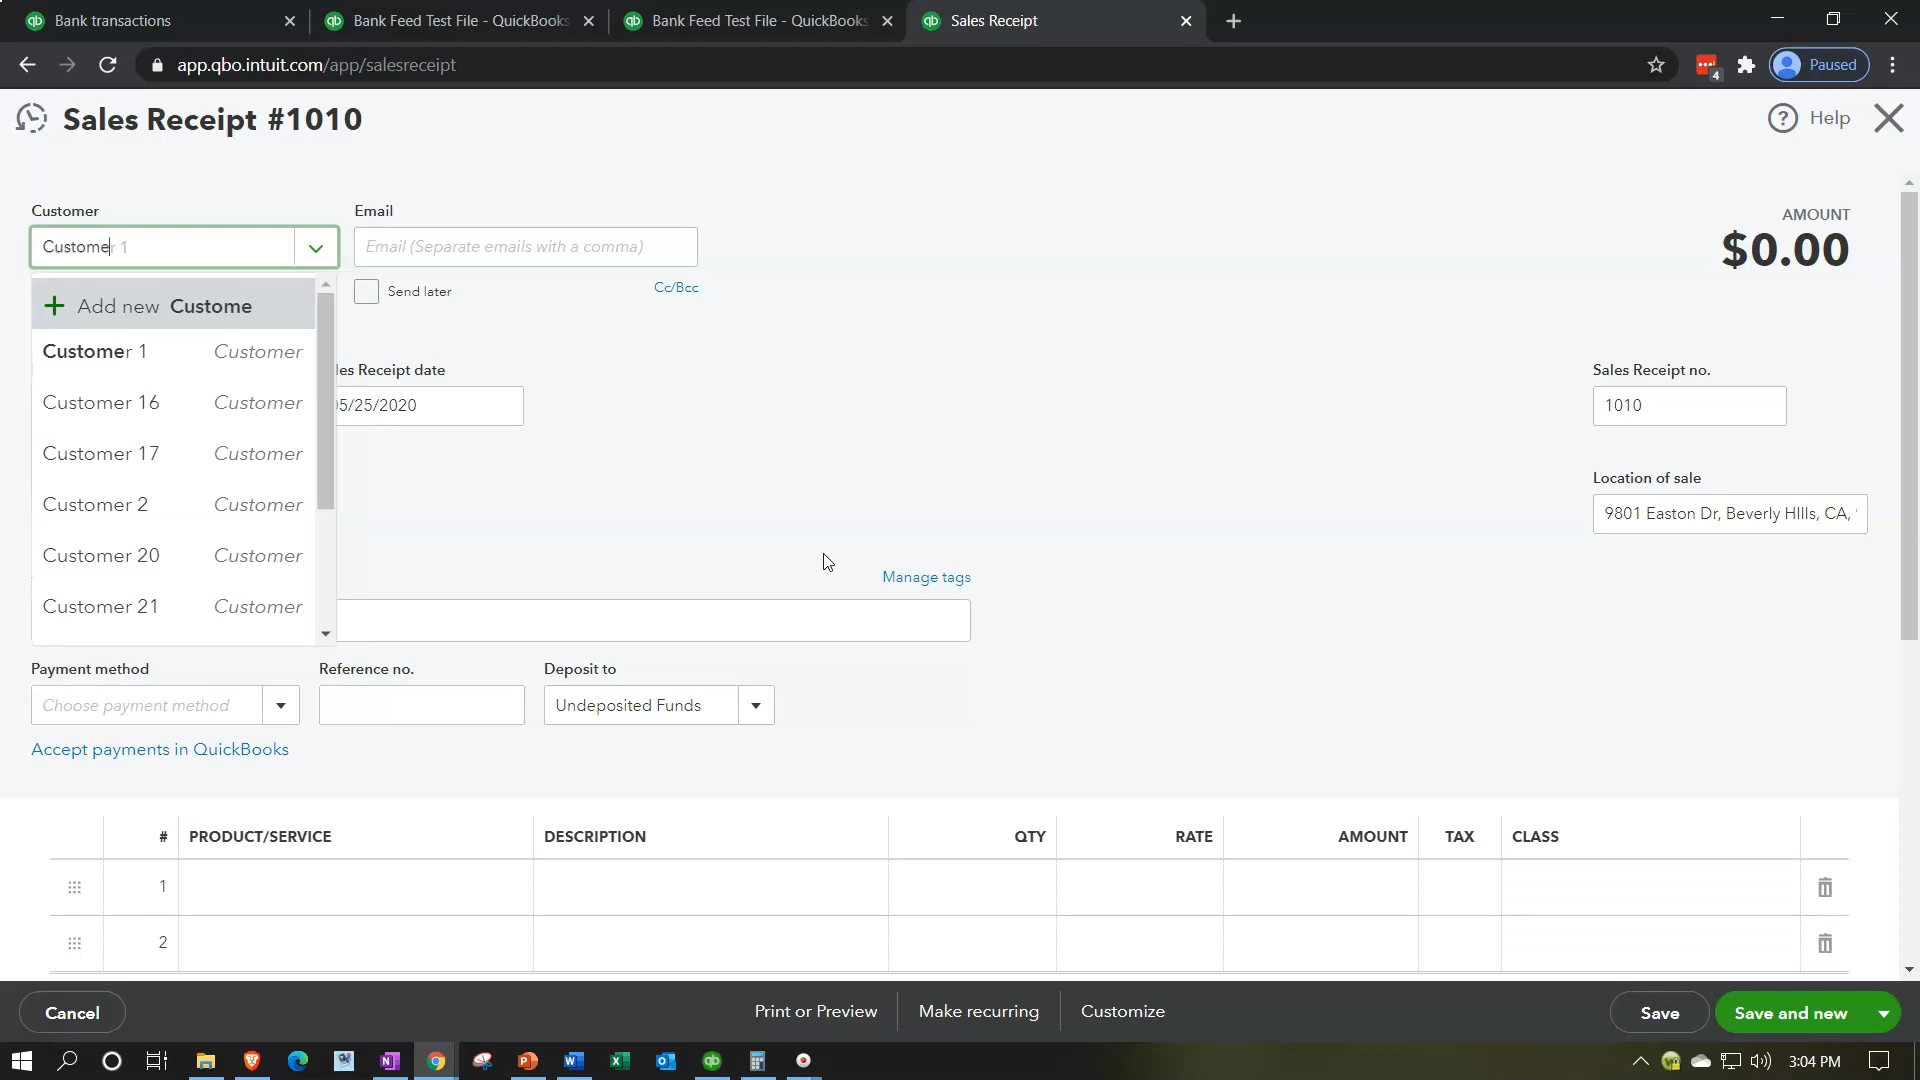 Bank transactions
Bank Feed Test File - QuickBooks
Bank Feed Test File - QuickBooks
Sales Receipt
app.qbo.intuit.com/app/salesreceipt
4
Paused
Sales Receipt #1010
Help
Customer
Email
AMOUNT
Customer 1
Email (Separate emails with a comma)
$0.00
Send later
Cc/Bcc
+ Add new Custome
Customer 1 Customer
Customer 16 Customer
Customer 17 Customer
Customer 2 Customer
Customer 20 Customer
Customer 21 Customer
les Receipt date
05/25/2020
Sales Receipt no.
1010
Location of sale
9801 Easton Dr, Beverly HIlls, CA,
Manage tags
Payment method
Reference no.
Deposit to
Choose payment method
Undeposited Funds
Accept payments in QuickBooks
# PRODUCT/SERVICE DESCRIPTION QTY RATE AMOUNT TAX CLASS
1
2
Cancel
Print or Preview
Make recurring
Customize
Save
Save and new
3:04 PM